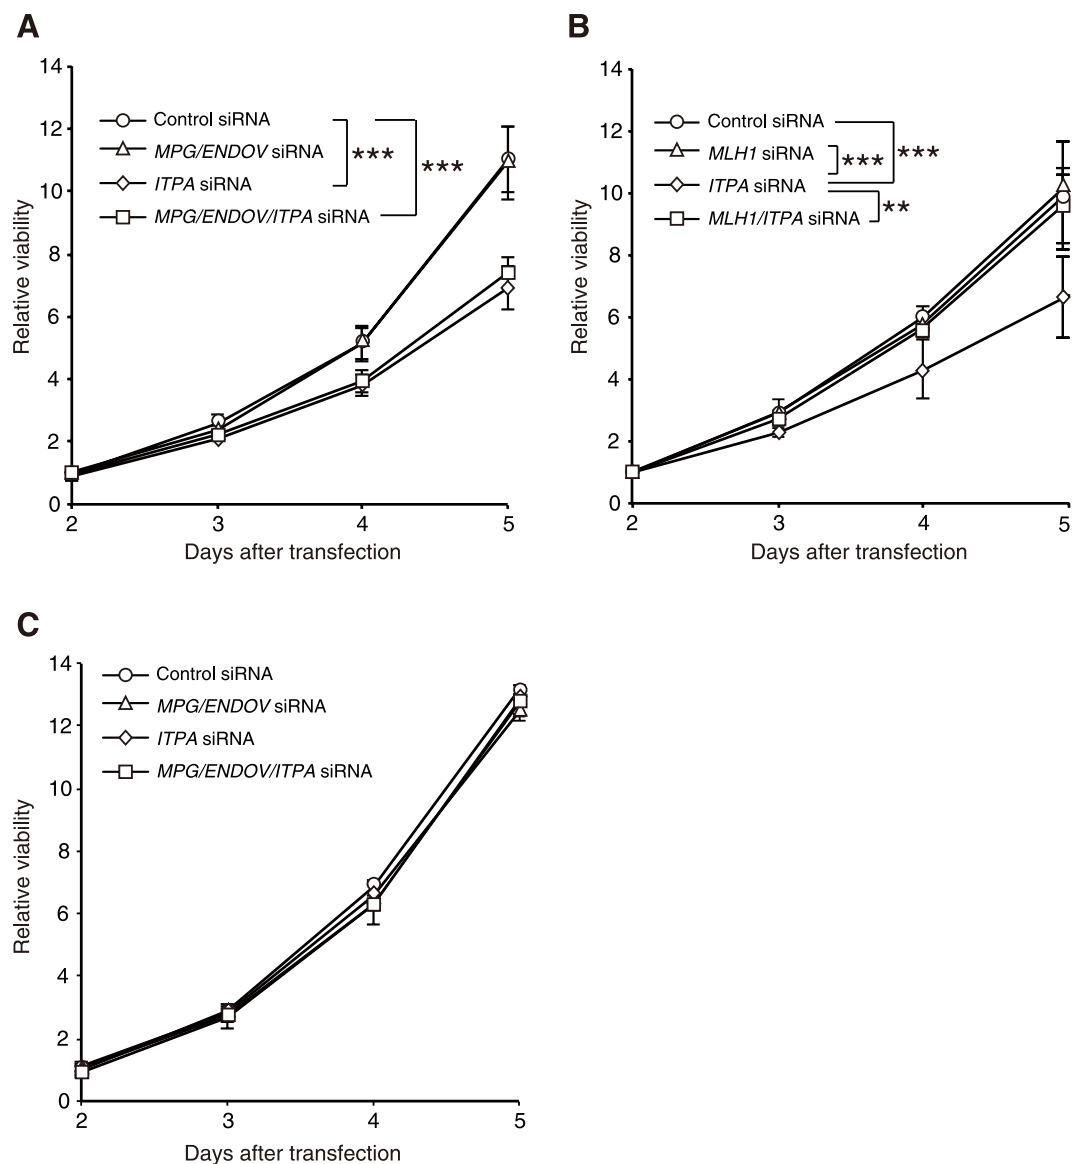 A
14
12
10
8
6
4
2
0
Relative viability
Control siRNA
MPG/ENDOV siRNA
ITPA siRNA
MPG/ENDOV/ITPA siRNA
***
***
2 3 4 5
Days after transfection
B
14
12
10
8
6
4
2
0
Relative viability
Control siRNA
MLH1 siRNA
ITPA siRNA
MLH1/ITPA siRNA
***
***
**
2 3 4 5
Days after transfection
C
14
12
10
8
6
4
2
0
Relative viability
Control siRNA
MPG/ENDOV siRNA
ITPA siRNA
MPG/ENDOV/ITPA siRNA
2 3 4 5
Days after transfection